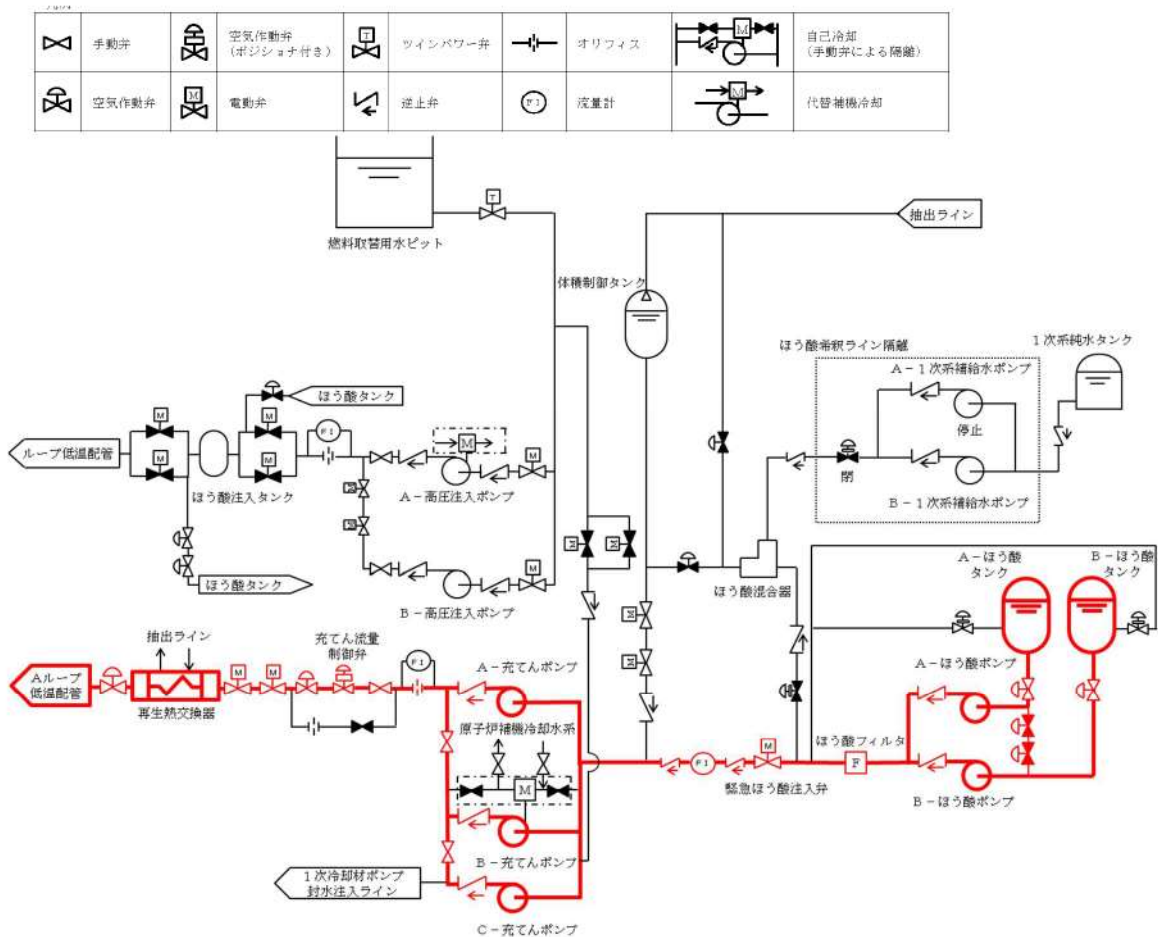 手動弁
空気作動弁
(ポジショナ付き)
T
ツインパワー弁
オリフィス
M
自己冷却
(手動弁による隔離)
空気作動弁
M
電動弁
逆止弁
FI
流量計
M
代替補機冷却
T
燃料取替用水ピット
抽出ライン
体積制御タンク
ほう酸希釈ライン隔離
1次系純水タンク
A-1次系補給水ポンプ
停止
閉
B-1次系補給水ポンプ
ほう酸タンク
M
M
FI
M
M
ループ低温配管
M
M
ほう酸注入タンク
A-高圧注入ポンプ
M
M
ほう酸タンク
M
B-高圧注入ポンプ
M
M
ほう酸混合器
M
M
A-ほう酸
タンク
B-ほう酸
タンク
抽出ライン
充てん流量
制御弁
FI
A-充てんポンプ
Aループ
低温配管
M
M
再生熱交換器
原子炉補機冷却水系
M
A-ほう酸ポンプ
ほう酸フィルタ
FI
M
F
緊急ほう酸注入弁
B-ほう酸ポンプ
B-充てんポンプ
1次冷却材ポンプ
封水注入ライン
C-充てんポンプ